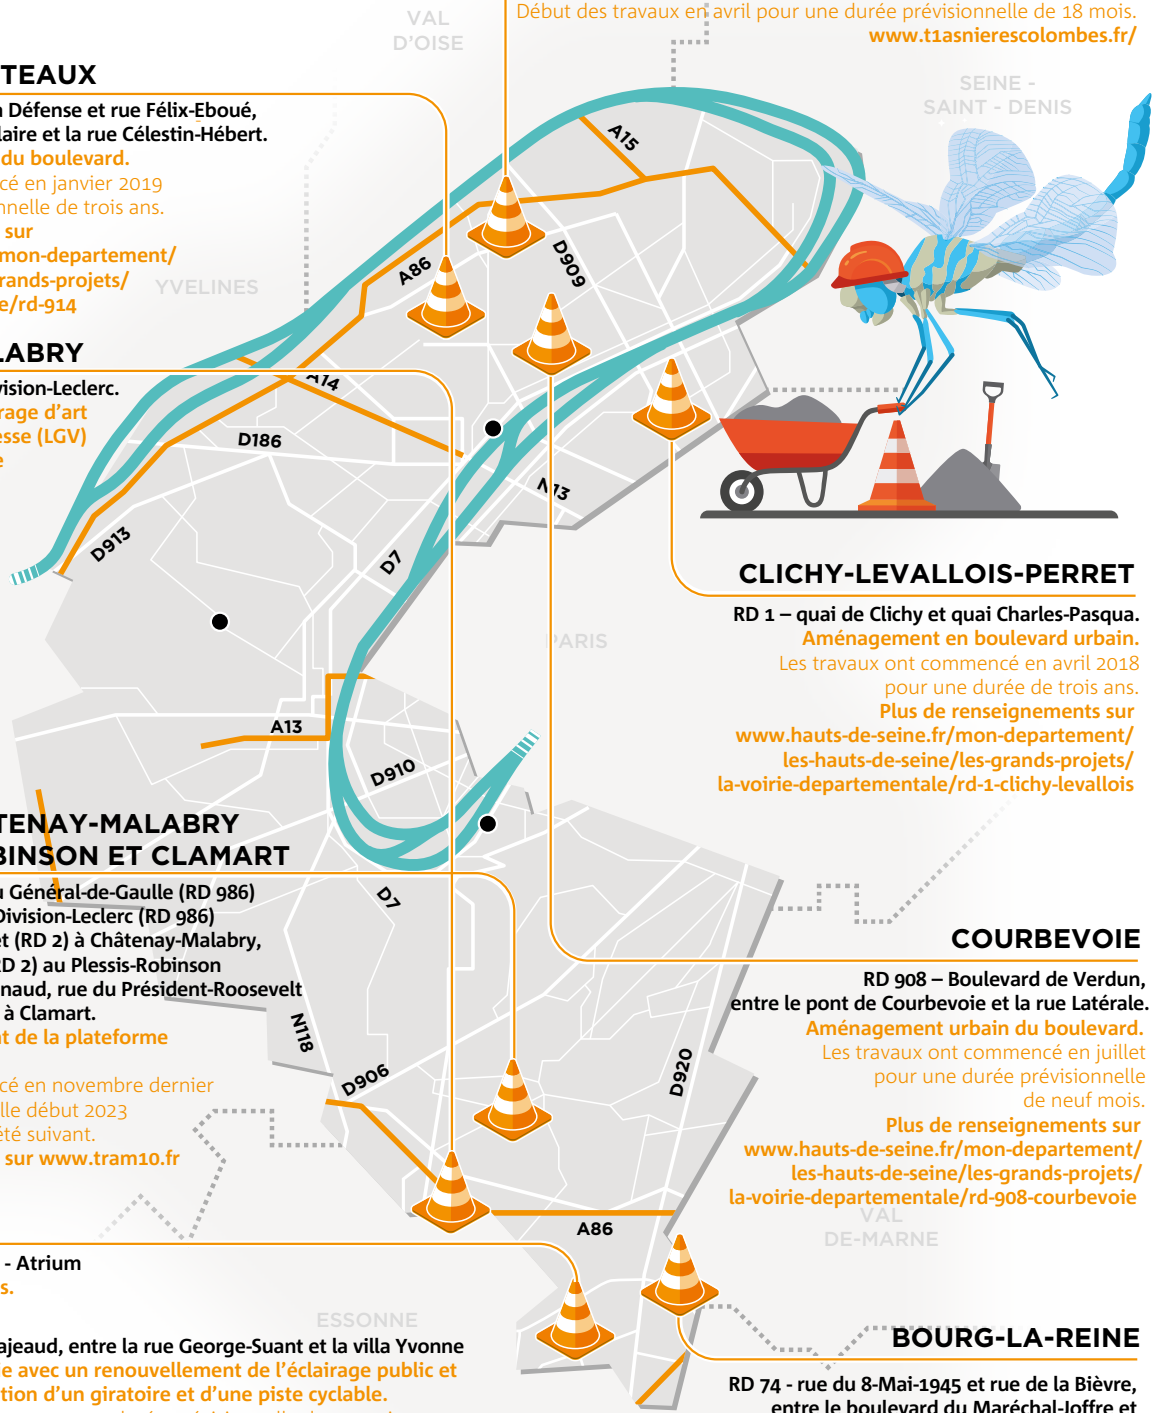 Début des travaux en avril pour une durée prévisionnelle de 18 mois.
www.t1asnierescolombes.fr/
VAL
D'OISE
SEINE -
SAINT - DENIS
TEAUX
Défense et rue Félix-Eboué,
laire et la rue Célestin-Hébert.
du boulevard.
cé en janvier 2019
nnelle de trois ans.
sur
mon-departement/
grands-projets/
e/rd-914
YVELINES
A15
A86
D909
LABRY
vision-Leclerc.
rage d'art
esse (LGV)
e
A14
D186
N13
D913
D7
CLICHY-LEVALLOIS-PERRET
RD 1 – quai de Clichy et quai Charles-Pasqua.
Aménagement en boulevard urbain.
Les travaux ont commencé en avril 2018
pour une durée de trois ans.
Plus de renseignements sur
www.hauts-de-seine.fr/mon-departement/
les-hauts-de-seine/les-grands-projets/
la-voirie-departementale/rd-1-clichy-levallois
PARIS
A13
D910
TENAY-MALABRY
BINSON ET CLAMART
u Général-de-Gaulle (RD 986)
Division-Leclerc (RD 986)
et (RD 2) à Châtenay-Malabry,
RD 2) au Plessis-Robinson
naud, rue du Président-Roosevelt
à Clamart.
t de la plateforme
cé en novembre dernier
lle début 2023
été suivant.
sur www.tram10.fr
D7
N118
D906
D920
COURBEVOIE
RD 908 – Boulevard de Verdun,
entre le pont de Courbevoie et la rue Latérale.
Aménagement urbain du boulevard.
Les travaux ont commencé en juillet
pour une durée prévisionnelle
de neuf mois.
Plus de renseignements sur
www.hauts-de-seine.fr/mon-departement/
les-hauts-de-seine/les-grands-projets/
la-voirie-departementale/rd-908-courbevoie
VAL
DE-MARNE
A86
- Atrium
s.
ESSONNE
ajeaud, entre la rue George-Suant et la villa Yvonne
e avec un renouvellement de l'éclairage public et
tion d'un giratoire et d'une piste cyclable.
BOURG-LA-REINE
RD 74 - rue du 8-Mai-1945 et rue de la Bièvre,
entre le boulevard du Maréchal-Joffre et